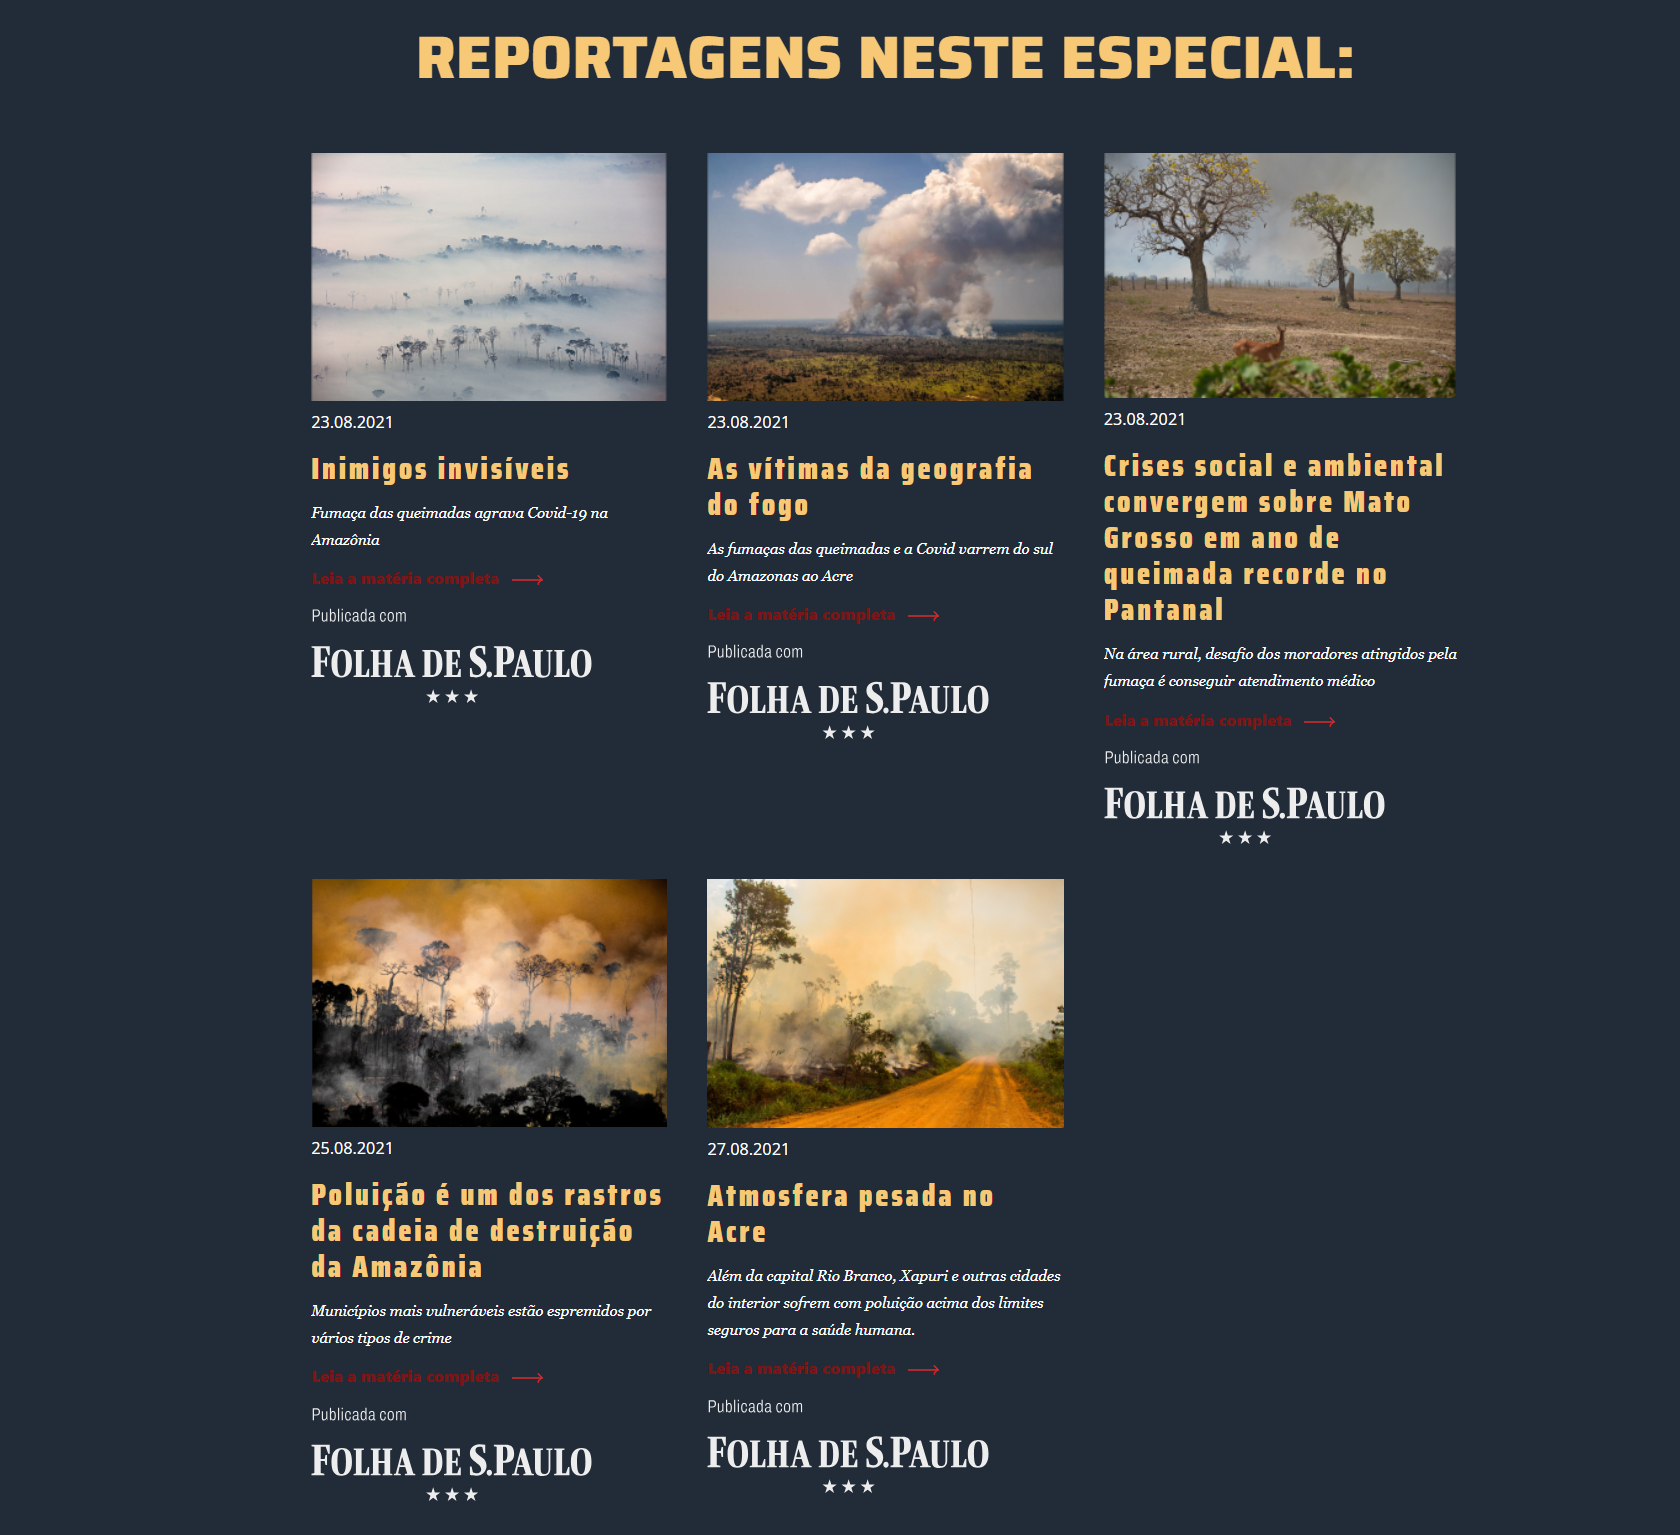 REPORTAGENS NESTE ESPECIAL:
23.08.2021
Inimigos invisíveis
Fumaça das queimadas agrava Covid-19 na
Amazônia
Leia a matéria completa
Publicada com
FOLHA DE S.PAULO
★★★
23.08.2021
As vítimas da geografia
do fogo
As fumaças das queimadas e a Covid varrem do sul
do Amazonas ao Acre
Leia a matéria completa
Publicada com
FOLHA DE S.PAULO
★★★
23.08.2021
Crises social e ambiental
convergem sobre Mato
Grosso em ano de
queimada recorde no
Pantanal
Na área rural, desafio dos moradores atingidos pela
fumaça é conseguir atendimento médico
Leia a matéria completa
Publicada com
FOLHA DE S.PAULO
★★★
25.08.2021
Poluição é um dos rastros
da cadeia de destruição
da Amazônia
Municípios mais vulneráveis estão espremidos por
vários tipos de crime
Leia a matéria completa
Publicada com
FOLHA DE S.PAULO
★★★
27.08.2021
Atmosfera pesada no
Acre
Além da capital Rio Branco, Xapuri e outras cidades
do interior sofrem com poluição acima dos limites
seguros para a saúde humana.
Leia a matéria completa
Publicada com
FOLHA DE S.PAULO
★★★